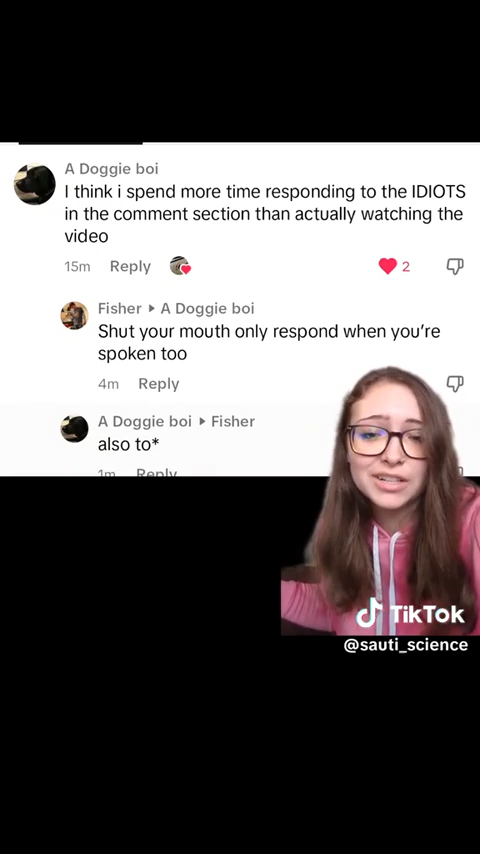 A Doggie boi
I think i spend more time responding to the IDIOTS
in the comment section than actually watching the
video
15m Reply 2
Fisher ▸ A Doggie boi
Shut your mouth only respond when you're
spoken too
4m Reply
A Doggie boi ▸ Fisher
also to*
1m Reply
TikTok
@sauti_science